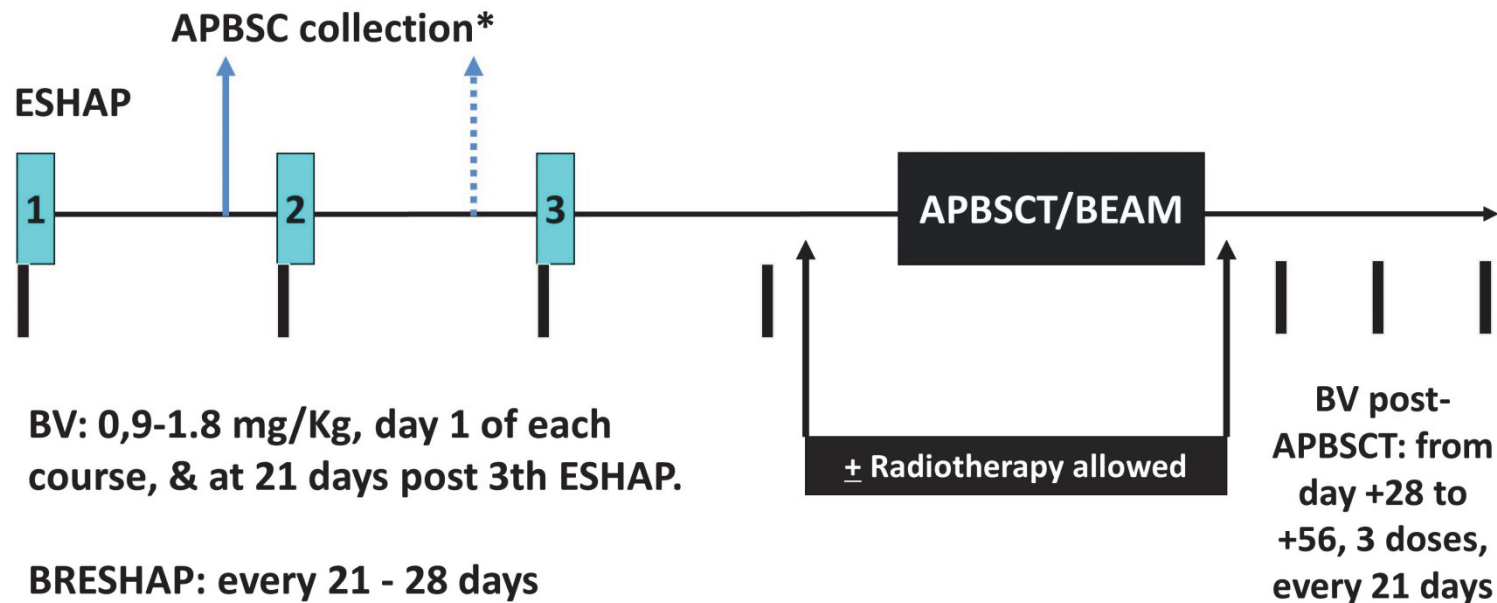 APBSC collection*
ESHAP
1
2
3
APBSCT/BEAM
BV: 0,9-1.8 mg/Kg, day 1 of each
course, & at 21 days post 3th ESHAP.
BRESHAP: every 21 - 28 days
± Radiotherapy allowed
BV post-
APBSCT: from
day +28 to
+56, 3 doses,
every 21 days